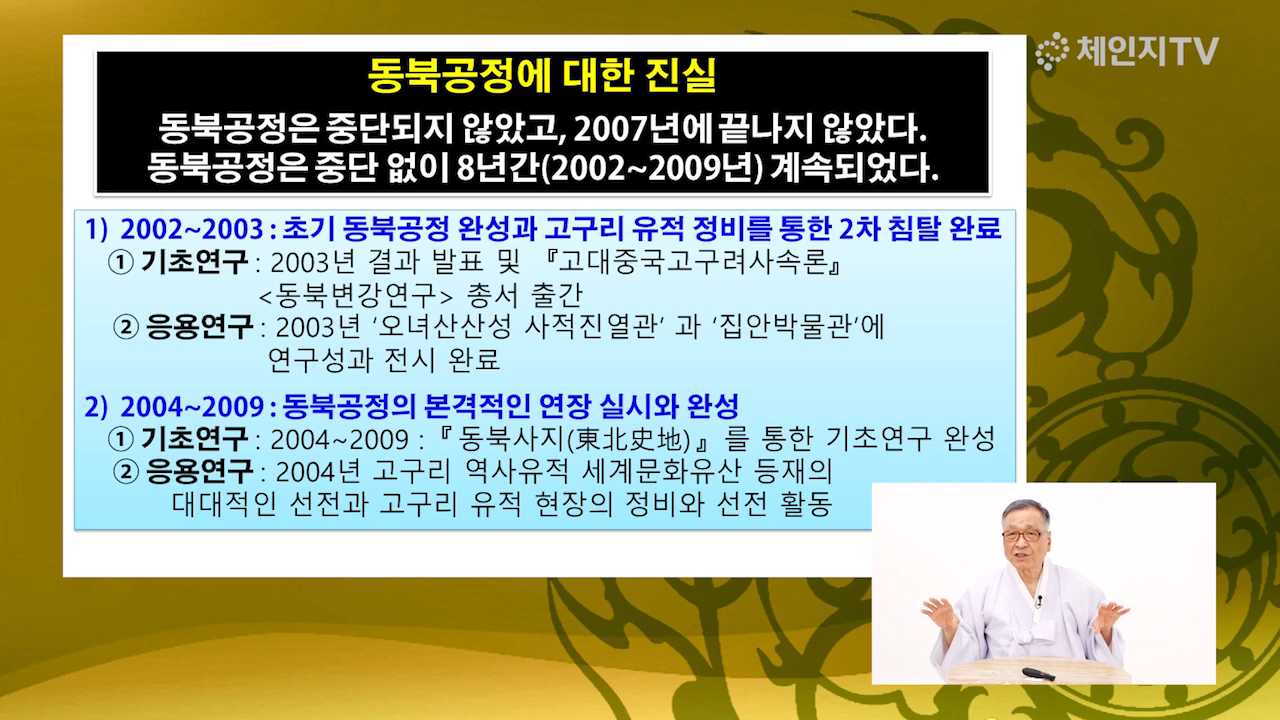 체인지TV
동북공정에 대한 진실
동북공정은 중단되지 않았고, 2007년에 끝나지 않았다.
동북공정은 중단 없이 8년간(2002~2009년) 계속되었다.
1) 2002~2003 : 초기 동북공정 완성과 고구리 유적 정비를 통한 2차 침탈 완료
① 기초연구 : 2003년 결과 발표 및 『고대중국고구려사속론』
<동북변강연구> 총서 출간
② 응용연구 : 2003년 ‘오녀산산성 사적진열관’ 과 ‘집안박물관’에
연구성과 전시 완료
2) 2004~2009 : 동북공정의 본격적인 연장 실시와 완성
① 기초연구 : 2004~2009 : 『동북사지(東北史地)』를 통한 기초연구 완성
② 응용연구 : 2004년 고구리 역사유적 세계문화유산 등재의
대대적인 선전과 고구리 유적 현장의 정비와 선전 활동